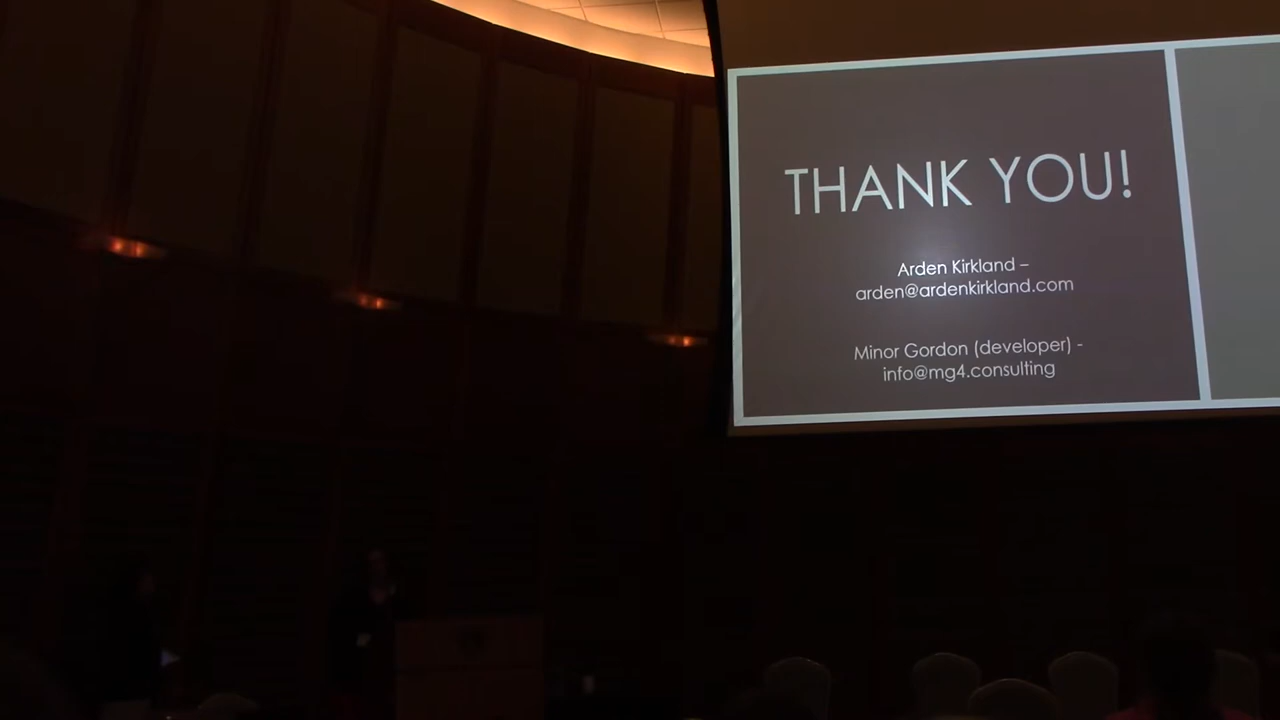 THANK YOU!
Arden Kirkland –
arden@ardenkirkland.com
Minor Gordon (developer) -
info@mg4.consulting